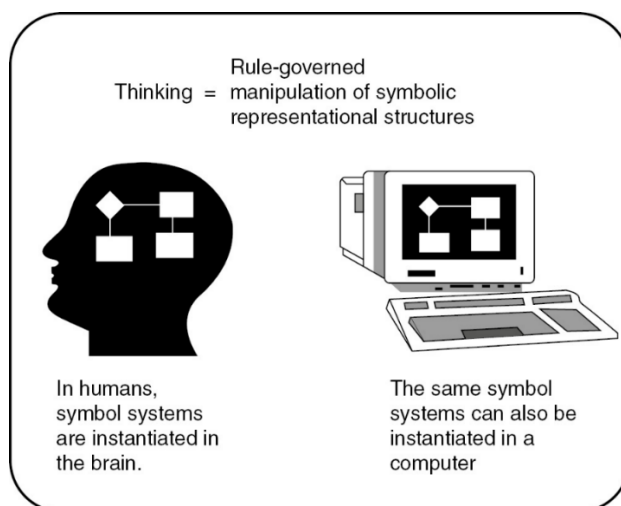 Rule-governed
Thinking = manipulation of symbolic
representational structures
In humans,
symbol systems
are instantiated in
the brain.
The same symbol
systems can also be
instantiated in a
computer